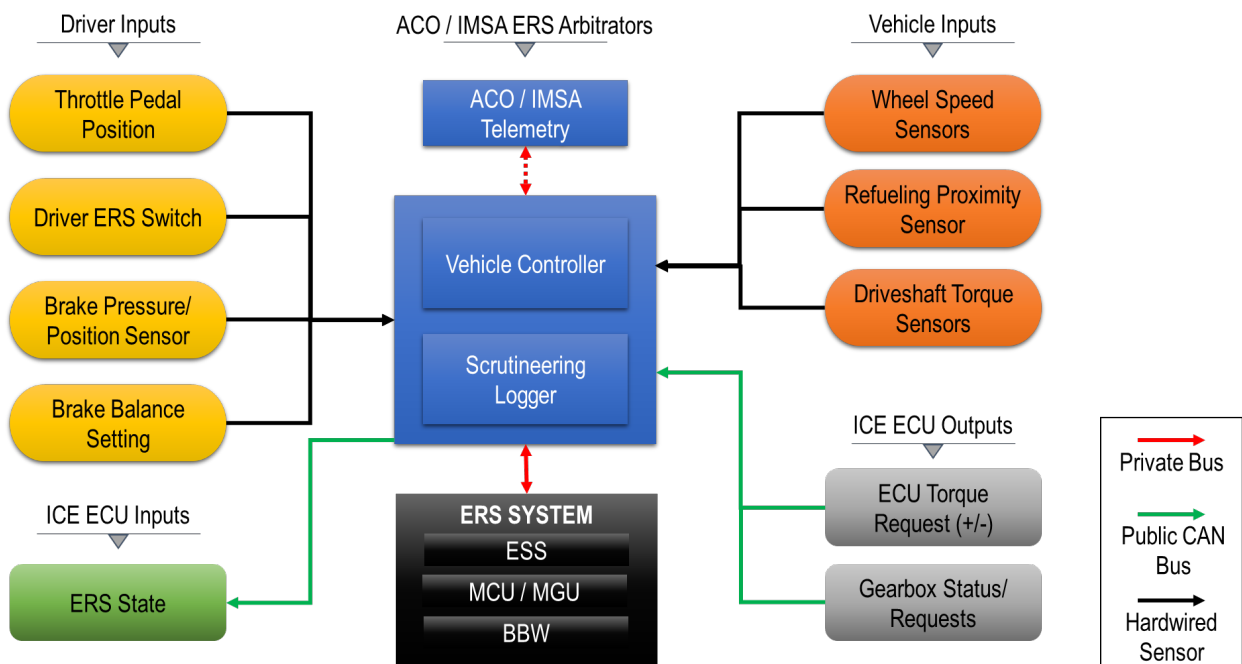 Driver Inputs
Throttle Pedal
Position
Driver ERS Switch
Brake Pressure/
Position Sensor
Brake Balance
Setting
ICE ECU Inputs
ERS State
ACO / IMSA ERS Arbitrators
ACO / IMSA
Telemetry
Vehicle Controller
Scrutineering
Logger
ERS SYSTEM
ESS
MCU / MGU
BBW
Vehicle Inputs
Wheel Speed
Sensors
Refueling Proximity
Sensor
Driveshaft Torque
Sensors
ICE ECU Outputs
ECU Torque
Request (+/-)
Gearbox Status/
Requests
Private Bus
Public CAN
Bus
Hardwired
Sensor